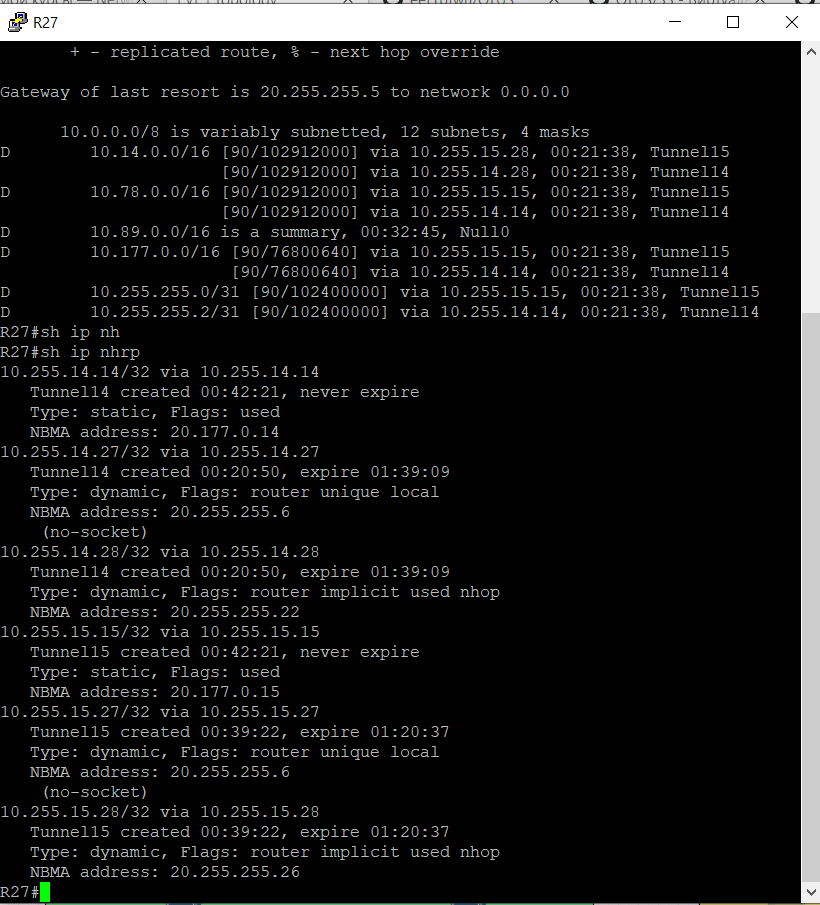 R27
+ - replicated route, % - next hop override
Gateway of last resort is 20.255.255.5 to network 0.0.0.0
10.0.0.0/8 is variably subnetted, 12 subnets, 4 masks
D        10.14.0.0/16 [90/102912000] via 10.255.15.28, 00:21:38, Tunnel15
[90/102912000] via 10.255.14.28, 00:21:38, Tunnel14
D        10.78.0.0/16 [90/102912000] via 10.255.15.15, 00:21:38, Tunnel15
[90/102912000] via 10.255.14.14, 00:21:38, Tunnel14
D        10.89.0.0/16 is a summary, 00:32:45, Null0
D        10.177.0.0/16 [90/76800640] via 10.255.15.15, 00:21:38, Tunnel15
[90/76800640] via 10.255.14.14, 00:21:38, Tunnel14
D        10.255.255.0/31 [90/102400000] via 10.255.15.15, 00:21:38, Tunnel15
D        10.255.255.2/31 [90/102400000] via 10.255.14.14, 00:21:38, Tunnel14
R27#sh ip nh
R27#sh ip nhrp
10.255.14.14/32 via 10.255.14.14
Tunnel14 created 00:42:21, never expire
Type: static, Flags: used
NBMA address: 20.177.0.14
10.255.14.27/32 via 10.255.14.27
Tunnel14 created 00:20:50, expire 01:39:09
Type: dynamic, Flags: router unique local
NBMA address: 20.255.255.6
(no-socket)
10.255.14.28/32 via 10.255.14.28
Tunnel14 created 00:20:50, expire 01:39:09
Type: dynamic, Flags: router implicit used nhop
NBMA address: 20.255.255.22
10.255.15.15/32 via 10.255.15.15
Tunnel15 created 00:42:21, never expire
Type: static, Flags: used
NBMA address: 20.177.0.15
10.255.15.27/32 via 10.255.15.27
Tunnel15 created 00:39:22, expire 01:20:37
Type: dynamic, Flags: router unique local
NBMA address: 20.255.255.6
(no-socket)
10.255.15.28/32 via 10.255.15.28
Tunnel15 created 00:39:22, expire 01:20:37
Type: dynamic, Flags: router implicit used nhop
NBMA address: 20.255.255.26
R27#